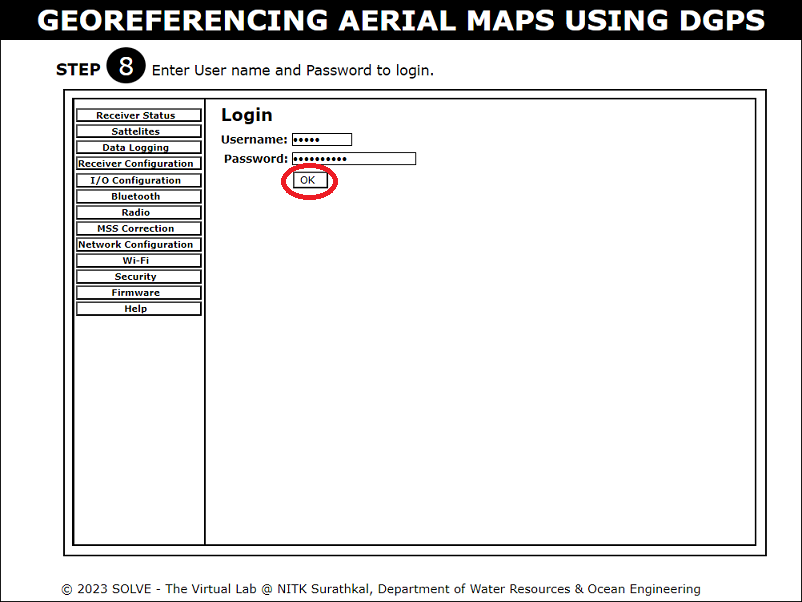 GEOREFERENCING AERIAL MAPS USING DGPS
STEP 8 Enter User name and Password to login.
Receiver Status
Sattelites
Data Logging
Receiver Configuration
I/O Configuration
Bluetooth
Radio
MSS Correction
Network Configuration
Wi-Fi
Security
Firmware
Help
Login
Username: •••••
Password: ••••••••••
OK
© 2023 SOLVE - The Virtual Lab @ NITK Surathkal, Department of Water Resources & Ocean Engineering